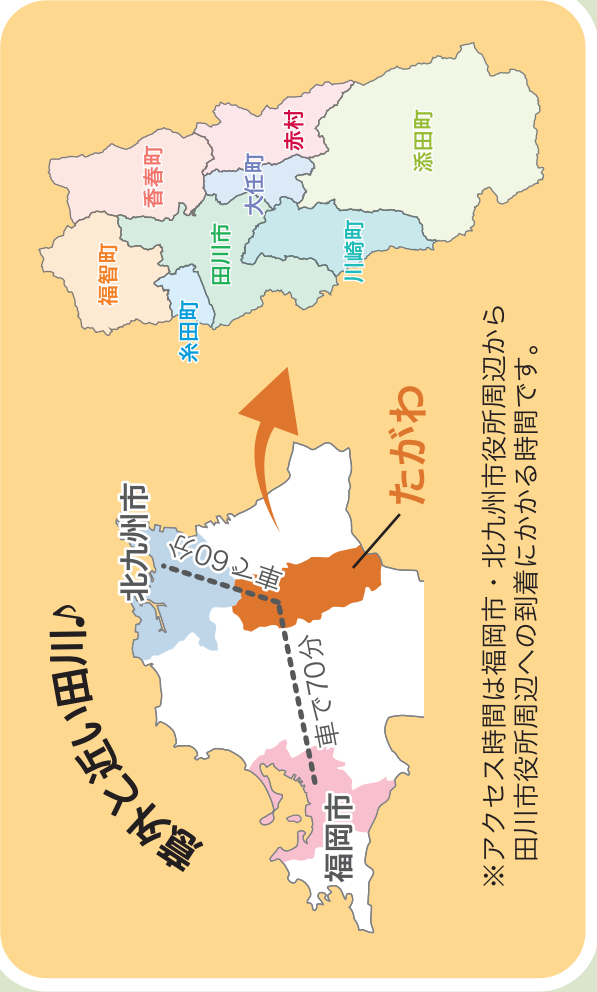 意外と近い田川♪
北九州市
車で60分
車で70分
福岡市
たがわ
福智町
香春町
糸田町
田川市
大任町
赤村
川崎町
添田町
※アクセス時間は福岡市・北九州市役所周辺から
田川市役所周辺への到着にかかる時間です。